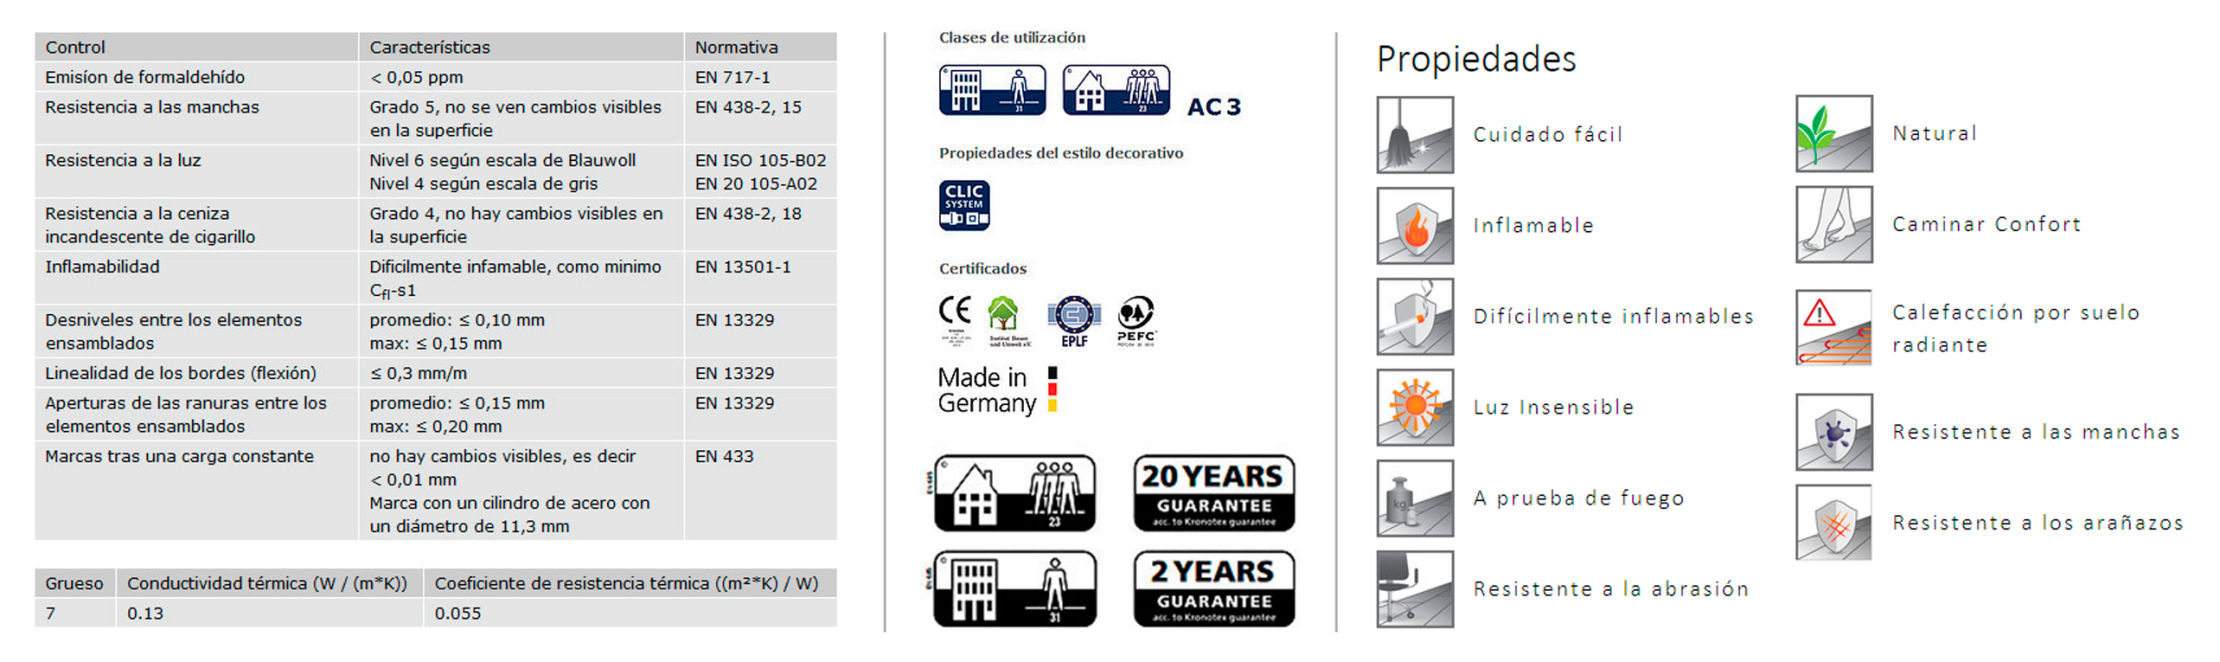 Control Características Normativa
Emisíon de formaldehído < 0,05 ppm EN 717-1
Resistencia a las manchas Grado 5, no se ven cambios visibles EN 438-2, 15
en la superficie
Resistencia a la luz Nivel 6 según escala de Blauwoll EN ISO 105-B02
Nivel 4 según escala de gris EN 20 105-A02
Resistencia a la ceniza Grado 4, no hay cambios visibles en EN 438-2, 18
incandescente de cigarillo la superficie
Inflamabilidad Dificilmente infamable, como minimo EN 13501-1
Cfl-s1
Desniveles entre los elementos promedio: ≤ 0,10 mm EN 13329
ensamblados max: ≤ 0,15 mm
Linealidad de los bordes (flexión) ≤ 0,3 mm/m EN 13329
Aperturas de las ranuras entre los promedio: ≤ 0,15 mm EN 13329
elementos ensamblados max: ≤ 0,20 mm
Marcas tras una carga constante no hay cambios visibles, es decir EN 433
< 0,01 mm
Marca con un cilindro de acero con
un diámetro de 11,3 mm
Grueso Conductividad térmica (W / (m*K)) Coeficiente de resistencia térmica ((m²*K) / W)
7 0.13 0.055
Clases de utilización
31 23 AC 3
Propiedades del estilo decorativo
CLIC
SYSTEM
Certificados
CE
Institut Bauen
und Umwelt e.V.
EPLF
PEFC
Made in
Germany
23
20 YEARS
GUARANTEE
acc. to Kronotex guarantee
31
2 YEARS
GUARANTEE
acc. to Kronotex guarantee
Propiedades
Cuidado fácil
Inflamable
Difícilmente inflamables
Luz Insensible
kg
A prueba de fuego
Resistente a la abrasión
Natural
Caminar Confort
Calefacción por suelo
radiante
Resistente a las manchas
Resistente a los arañazos